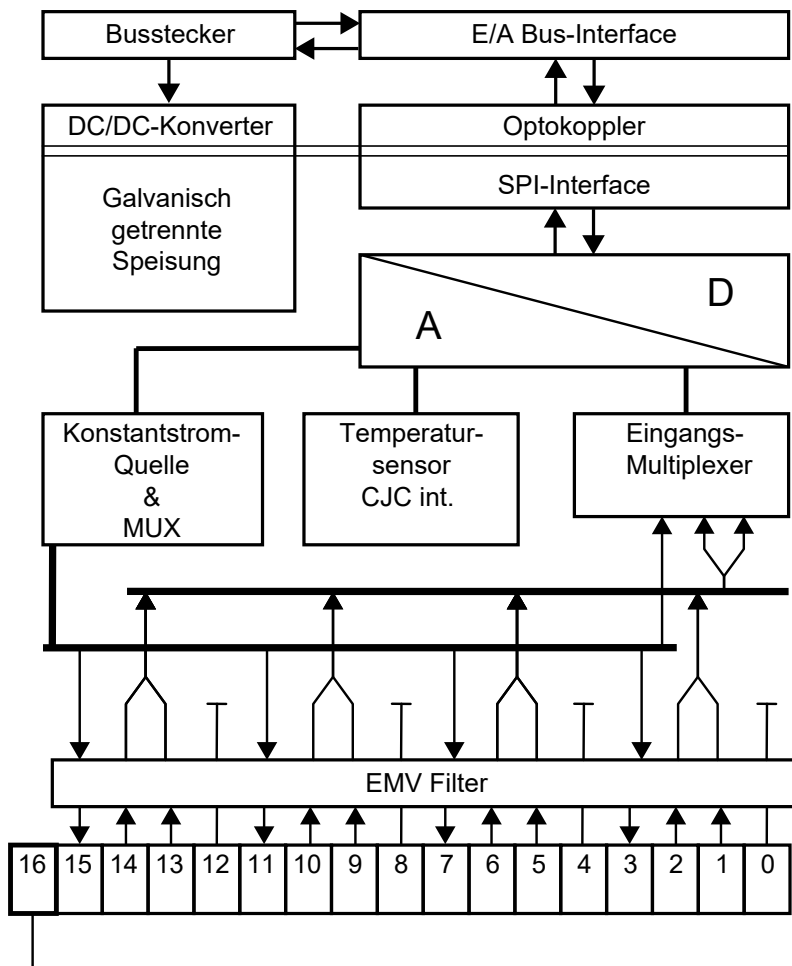 Busstecker
E/A Bus-Interface
DC/DC-Konverter
Optokoppler
Galvanisch
getrennte
Speisung
SPI-Interface
A
D
Konstantstrom-
Quelle
&
MUX
Temperatur-
sensor
CJC int.
Eingangs-
Multiplexer
EMV Filter
16 15 14 13 12 11 10 9 8 7 6 5 4 3 2 1 0